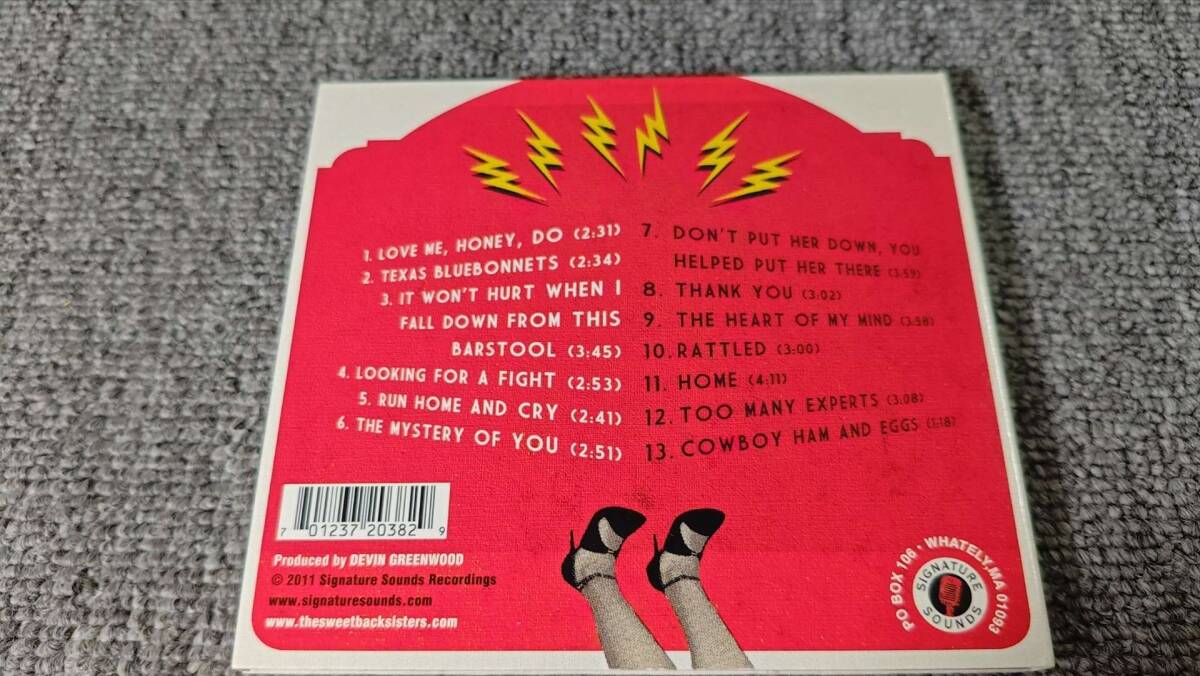 1. LOVE ME, HONEY, DO (2:31)
2. TEXAS BLUEBONNETS (2:34)
3. IT WON'T HURT WHEN I
FALL DOWN FROM THIS
BARSTOOL (3:45)
4. LOOKING FOR A FIGHT (2:53)
5. RUN HOME AND CRY (2:41)
6. THE MYSTERY OF YOU (2:51)
7. DON'T PUT HER DOWN, YOU
HELPED PUT HER THERE (3:59)
8. THANK YOU (3:02)
9. THE HEART OF MY MIND (3:58)
10. RATTLED (3:00)
11. HOME (4:11)
12. TOO MANY EXPERTS (3:08)
13. COWBOY HAM AND EGGS (1:18)
7 01237 20382 9
Produced by DEVIN GREENWOOD
© 2011 Signature Sounds Recordings
www.signaturesounds.com
www.thesweetbacksisters.com
PO BOX 106 • WHATELY, MA 01093
SIGNATURE
SOUNDS